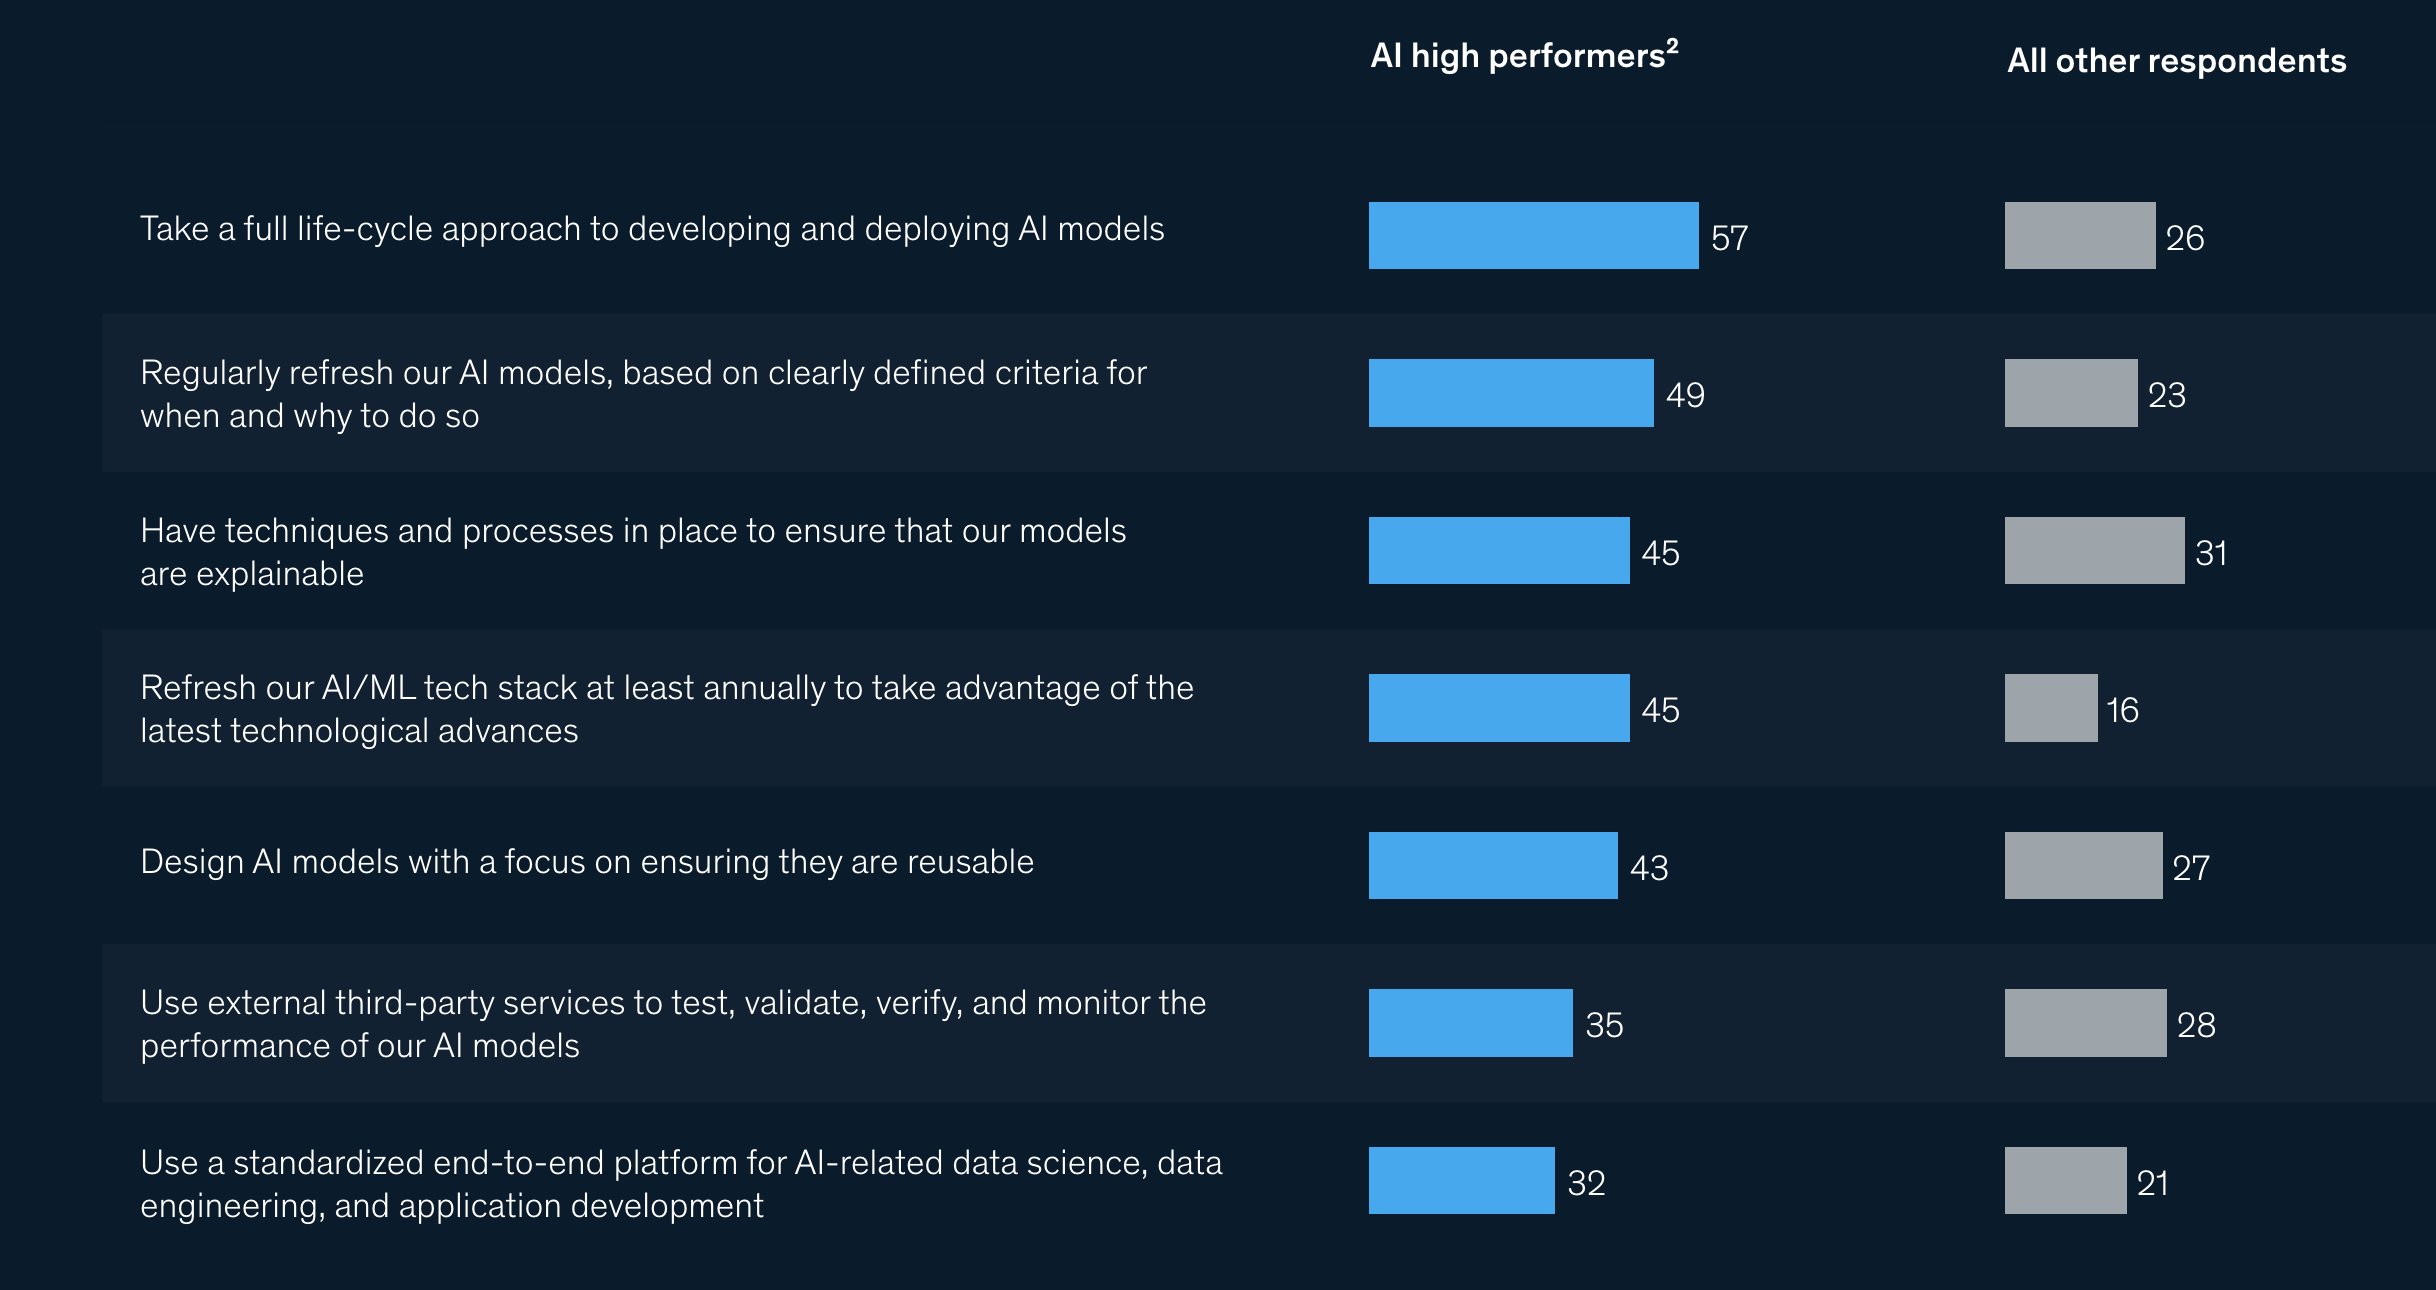 AI high performers²
All other respondents
Take a full life-cycle approach to developing and deploying AI models
57
26
Regularly refresh our AI models, based on clearly defined criteria for
when and why to do so
49
23
Have techniques and processes in place to ensure that our models
are explainable
45
31
Refresh our AI/ML tech stack at least annually to take advantage of the
latest technological advances
45
16
Design AI models with a focus on ensuring they are reusable
43
27
Use external third-party services to test, validate, verify, and monitor the
performance of our AI models
35
28
Use a standardized end-to-end platform for AI-related data science, data
engineering, and application development
32
21